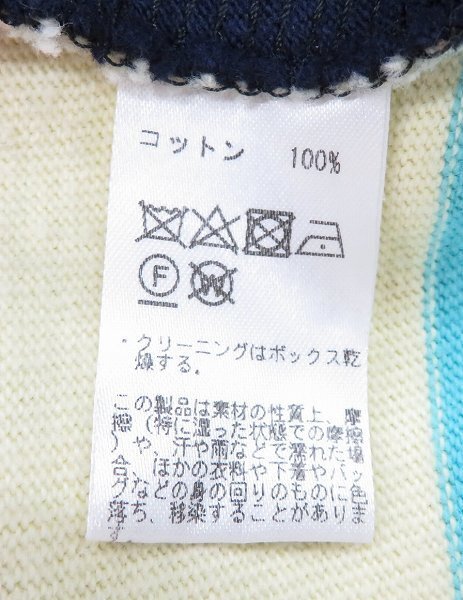 コットン 100%
F W
・クリーニングはボックス乾
燥する。
この製品は素材の性質上、摩
擦(特に湿った状態での摩擦
)や、汗や雨などで濡れた場
合、ほかの衣料や下着やバッ
グなどの身の回りのものに色
落ち、移染することがありま
す。